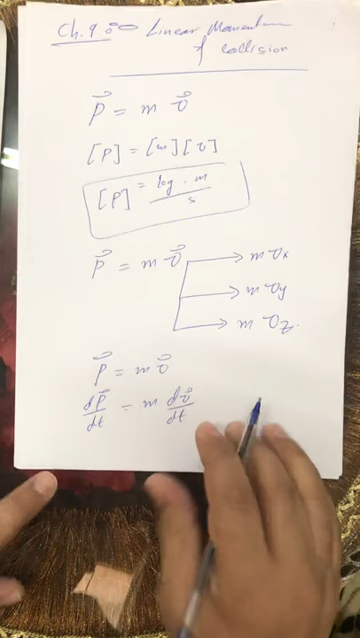 Ch. 9 : Linear Momentum
& collision
p⃗ = m v⃗
[P] = [m] [v]
[P] = kg . m / s
p⃗ = m v⃗ → m vx
→ m vy
→ m vz
p⃗ = m v⃗
dp⃗/dt = m dv⃗/dt